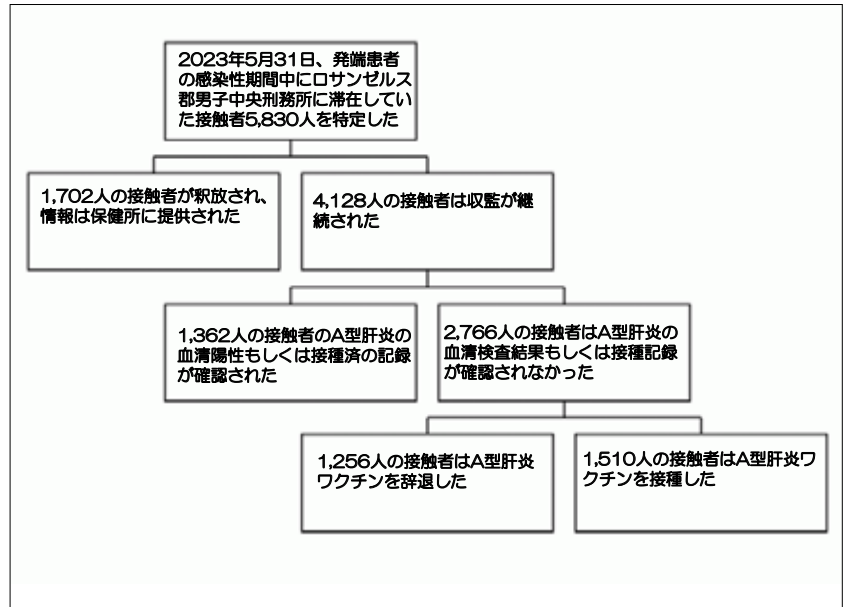 2023年5月31日、発端患者
の感染性期間中にロサンゼルス
郡男子中央刑務所に滞在してい
た接触者5,830人を特定した
1,702人の接触者が釈放され、
情報は保健所に提供された
4,128人の接触者は収監が継
続された
1,362人の接触者のA型肝炎の
血清陽性もしくは接種済の記録
が確認された
2,766人の接触者はA型肝炎の
血清検査結果もしくは接種記録
が確認されなかった
1,256人の接触者はA型肝炎
ワクチンを辞退した
1,510人の接触者はA型肝炎ワ
クチンを接種した